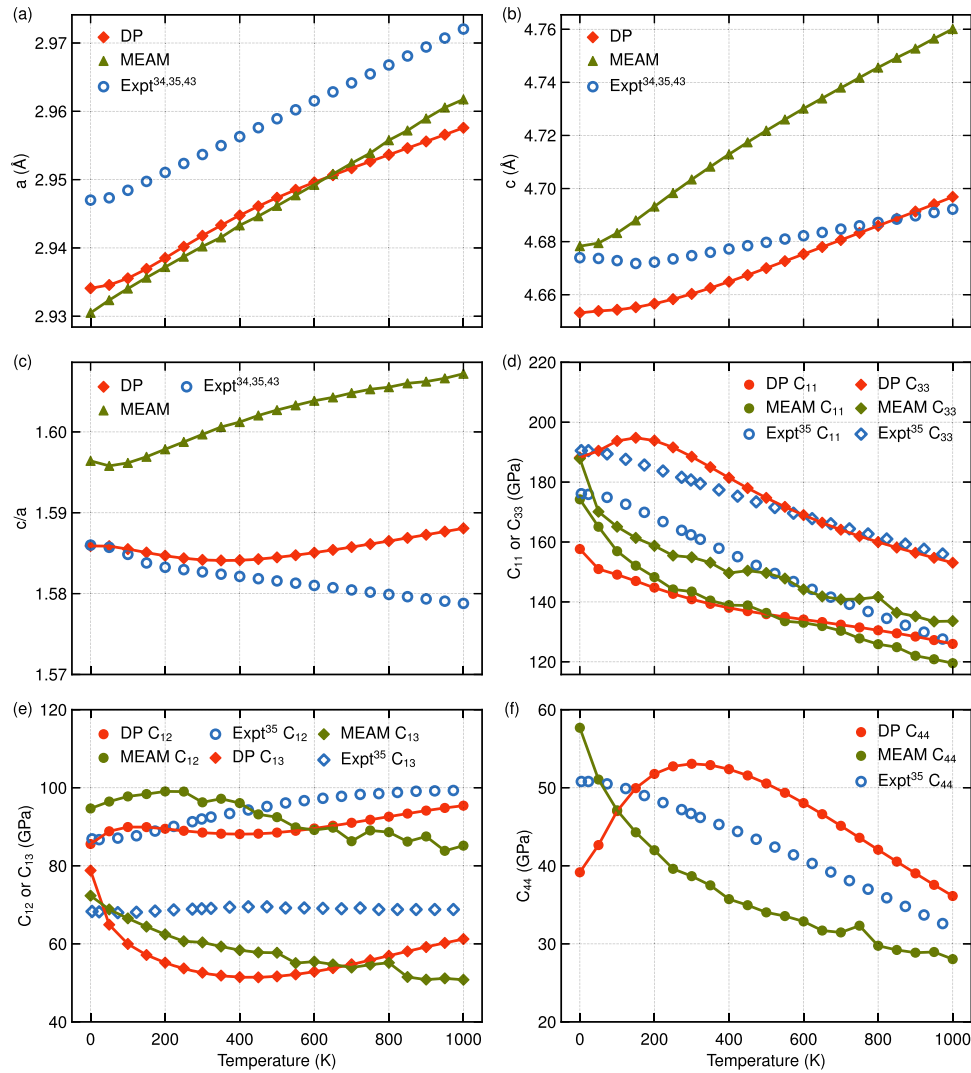 (a)
2.97
2.96
2.95
2.94
2.93
a (Å)
DP
MEAM
Expt34,35,43
(b)
4.76
4.74
4.72
4.70
4.68
4.66
c (Å)
DP
MEAM
Expt34,35,43
(c)
1.60
1.59
1.58
1.57
c/a
DP
Expt34,35,43
MEAM
(d)
220
200
180
160
140
120
C11 or C33 (GPa)
DP C11
DP C33
MEAM C11
MEAM C33
Expt35 C11
Expt35 C33
(e)
120
100
80
60
40
C12 or C13 (GPa)
DP C12
Expt35 C12
MEAM C13
MEAM C12
DP C13
Expt35 C13
0 200 400 600 800 1000
Temperature (K)
(f)
60
50
40
30
20
C44 (GPa)
DP C44
MEAM C44
Expt35 C44
0 200 400 600 800 1000
Temperature (K)